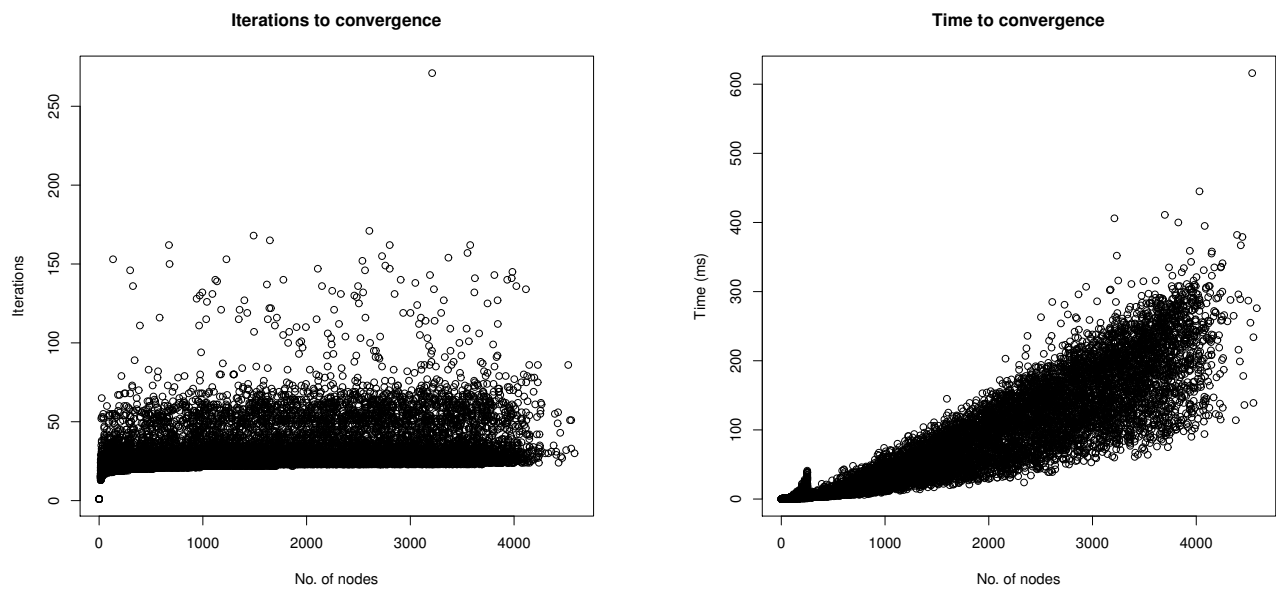 Iterations to convergence
Iterations
250
200
150
100
50
0
0 1000 2000 3000 4000
No. of nodes
Time to convergence
Time (ms)
600
500
400
300
200
100
0
0 1000 2000 3000 4000
No. of nodes